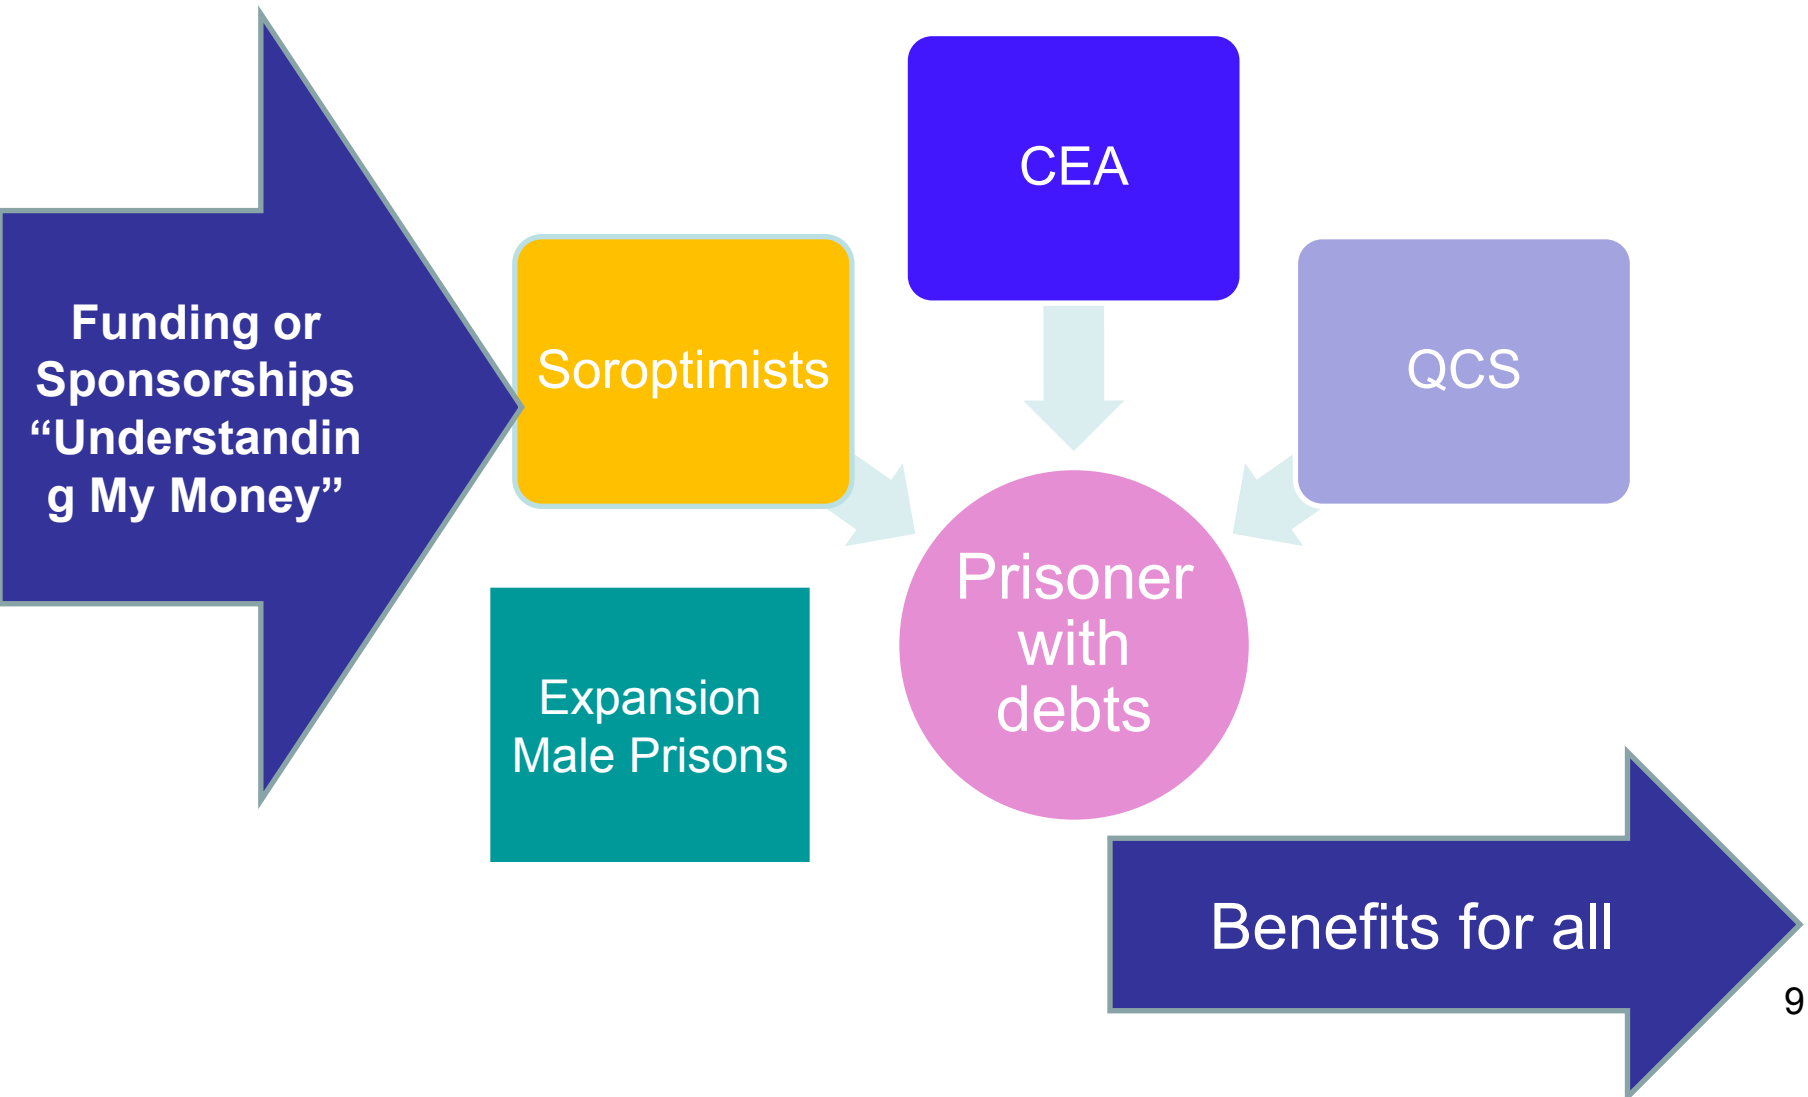 Funding or
Sponsorships
“Understandin
g My Money”
Soroptimists
CEA
QCS
Prisoner
with
debts
Expansion
Male Prisons
Benefits for all
9